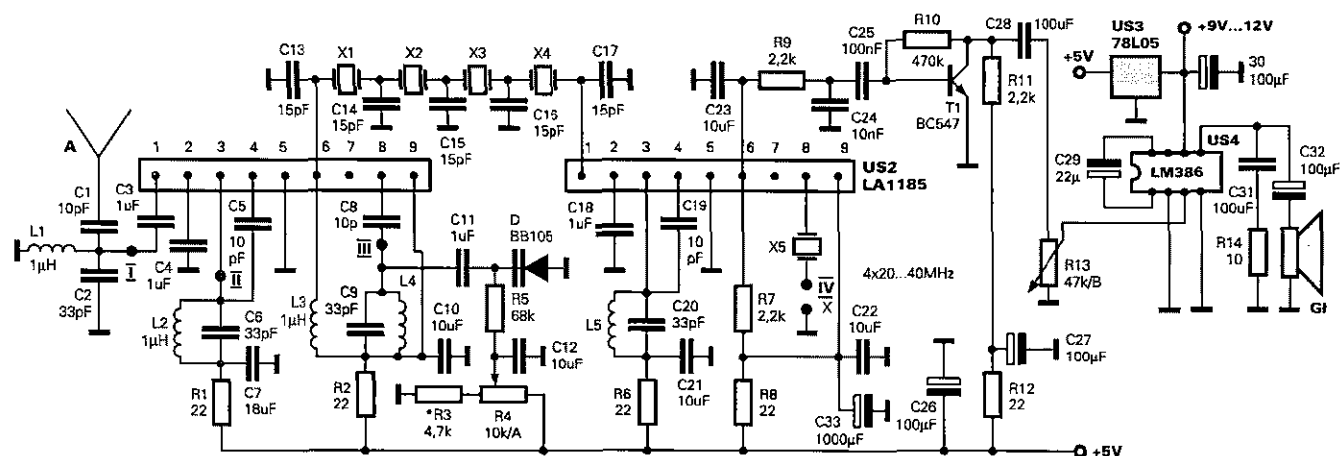 C13
15pF
X1
X2
X3
X4
C17
15pF
C14
15pF
C15
15pF
C16
15pF
A
C1
10pF
L1
1µH
C2
33pF
C3
1uF
I
C4
1uF
1 2 3 4 5 6 7 8 9
II
C5
10
pF
L2
1µH
C6
33pF
C7
18uF
R1
22
L3
1µH
C8
10p
III
C9
33pF
L4
R2
22
C10
10uF
C11
1uF
D
BB105
R5
68k
C12
10uF
*R3
4,7k
R4
10k/A
1 2 3 4 5 6 7 8 9
US2
LA1185
C18
1uF
C19
10
pF
L5
C20
33pF
C21
10uF
R6
22
C23
10uF
R9
2,2k
C24
10nF
C25
100nF
R10
470k
T1
BC547
C28
100uF
R11
2,2k
X5
IV
X
4x20...40MHz
R7
2,2k
R8
22
C22
10uF
C33
1000µF
C26
100µF
C27
100µF
R12
22
+5V
US3
78L05
+5V
+9V...12V
30
100µF
US4
LM386
C29
22µ
R13
47k/B
C31
100uF
R14
10
C32
100µF
Gł